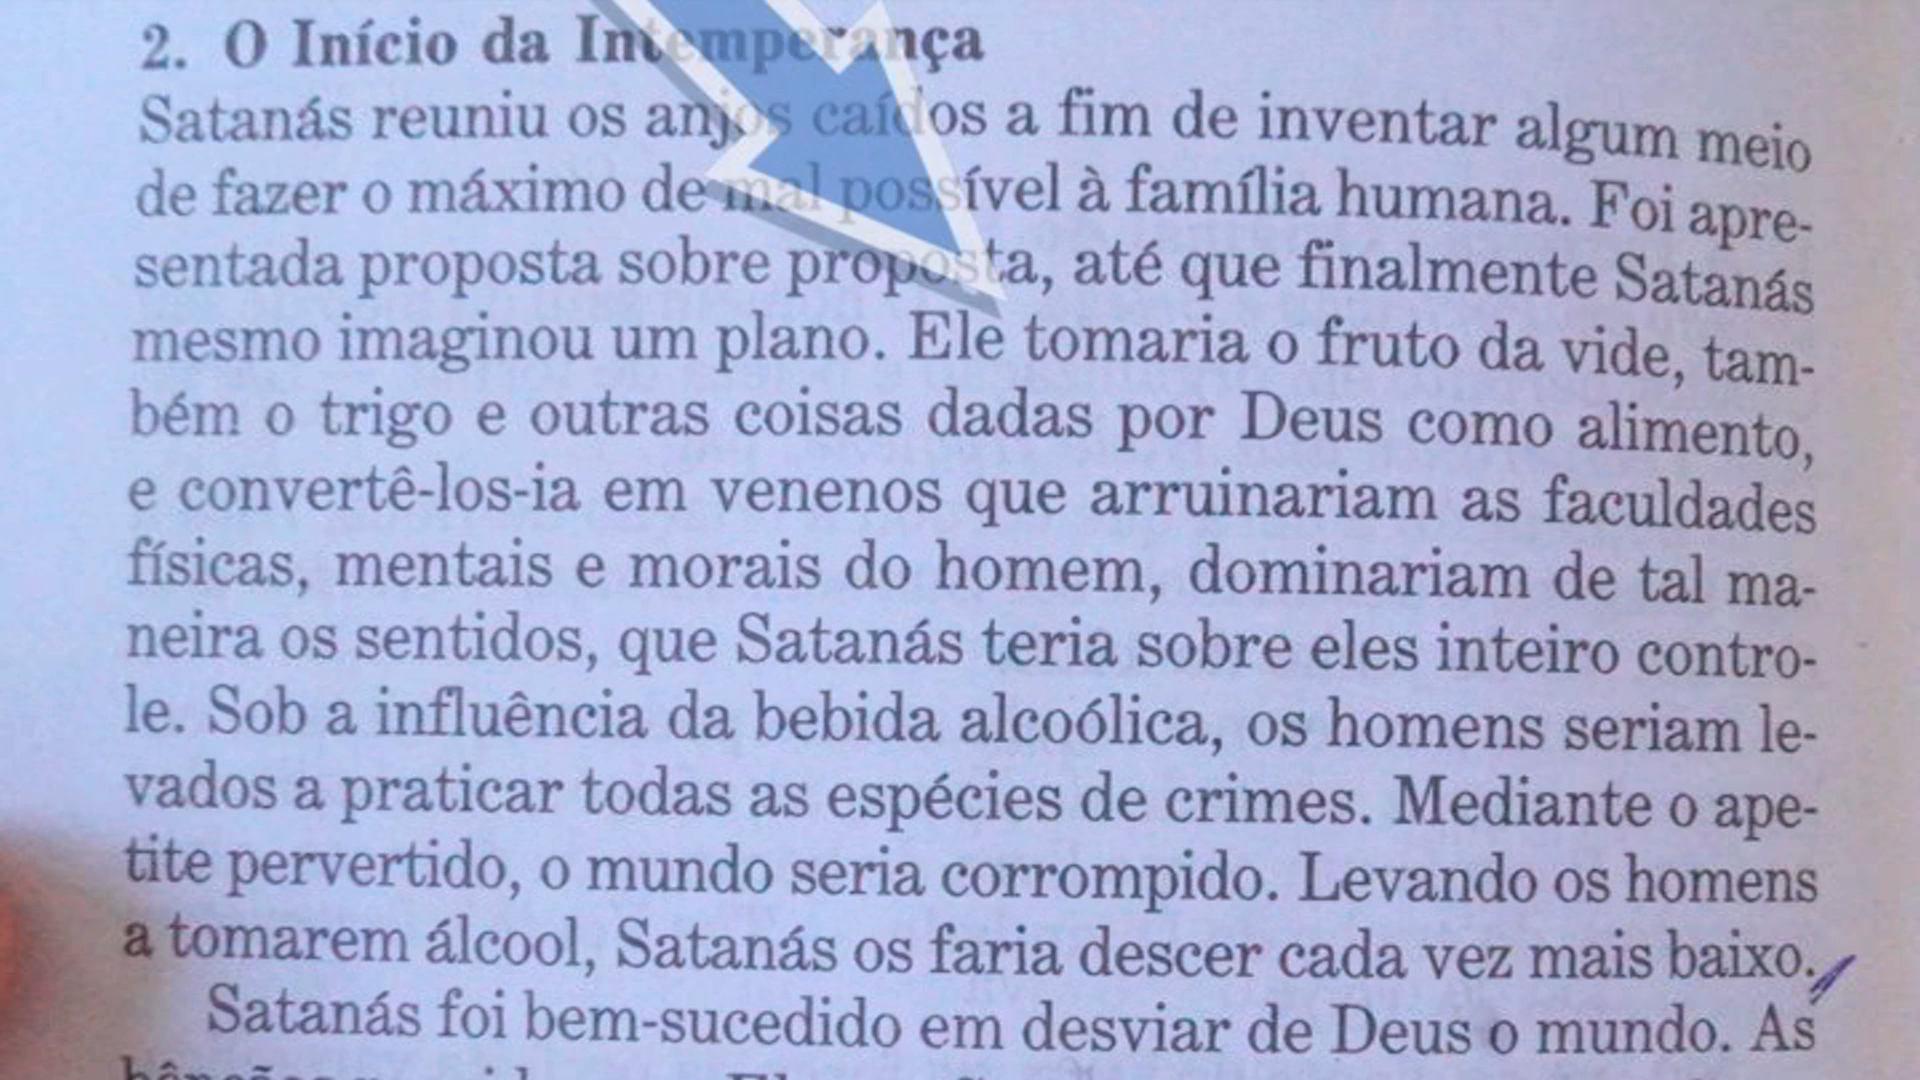 2. O Início da Intemperança
Satanás reuniu os anjos caídos a fim de inventar algum meio
de fazer o máximo de mal possível à família humana. Foi apre-
sentada proposta sobre proposta, até que finalmente Satanás
mesmo imaginou um plano. Ele tomaria o fruto da vide, tam-
bém o trigo e outras coisas dadas por Deus como alimento,
e convertê-los-ia em venenos que arruinariam as faculdades
físicas, mentais e morais do homem, dominariam de tal ma-
neira os sentidos, que Satanás teria sobre eles inteiro contro-
le. Sob a influência da bebida alcoólica, os homens seriam le-
vados a praticar todas as espécies de crimes. Mediante o ape-
tite pervertido, o mundo seria corrompido. Levando os homens
a tomarem álcool, Satanás os faria descer cada vez mais baixo.
Satanás foi bem-sucedido em desviar de Deus o mundo. As